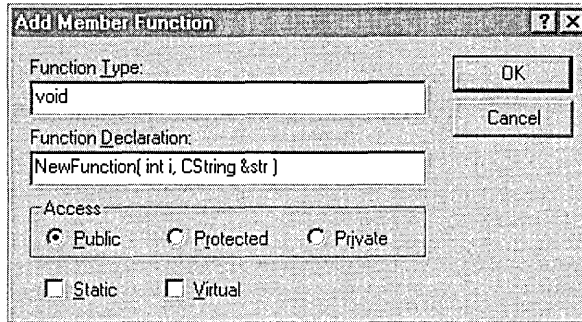 Add Member Function
Function Type:
OK
void
Cancel
Function Declaration:
NewFunction( int i, CString &str )
Access
Public Protected Private
Static Virtual